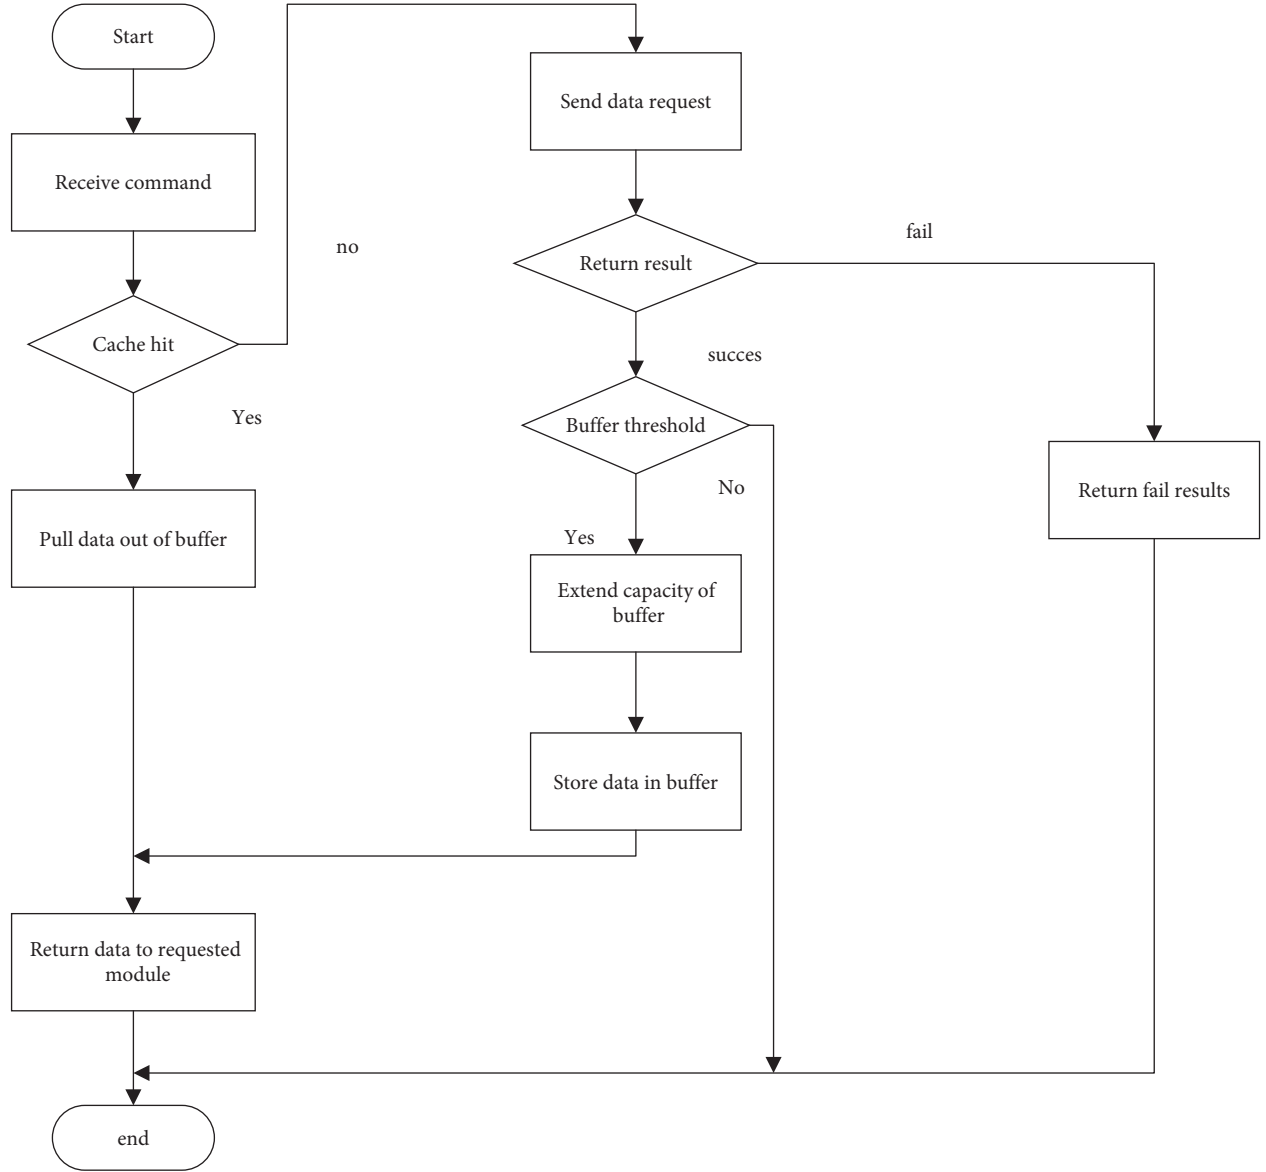 Start
Receive command
Cache hit
no
Yes
Pull data out of buffer
Return data to requested
module
end
Send data request
Return result
fail
succes
Buffer threshold
No
Yes
Extend capacity of
buffer
Store data in buffer
Return fail results